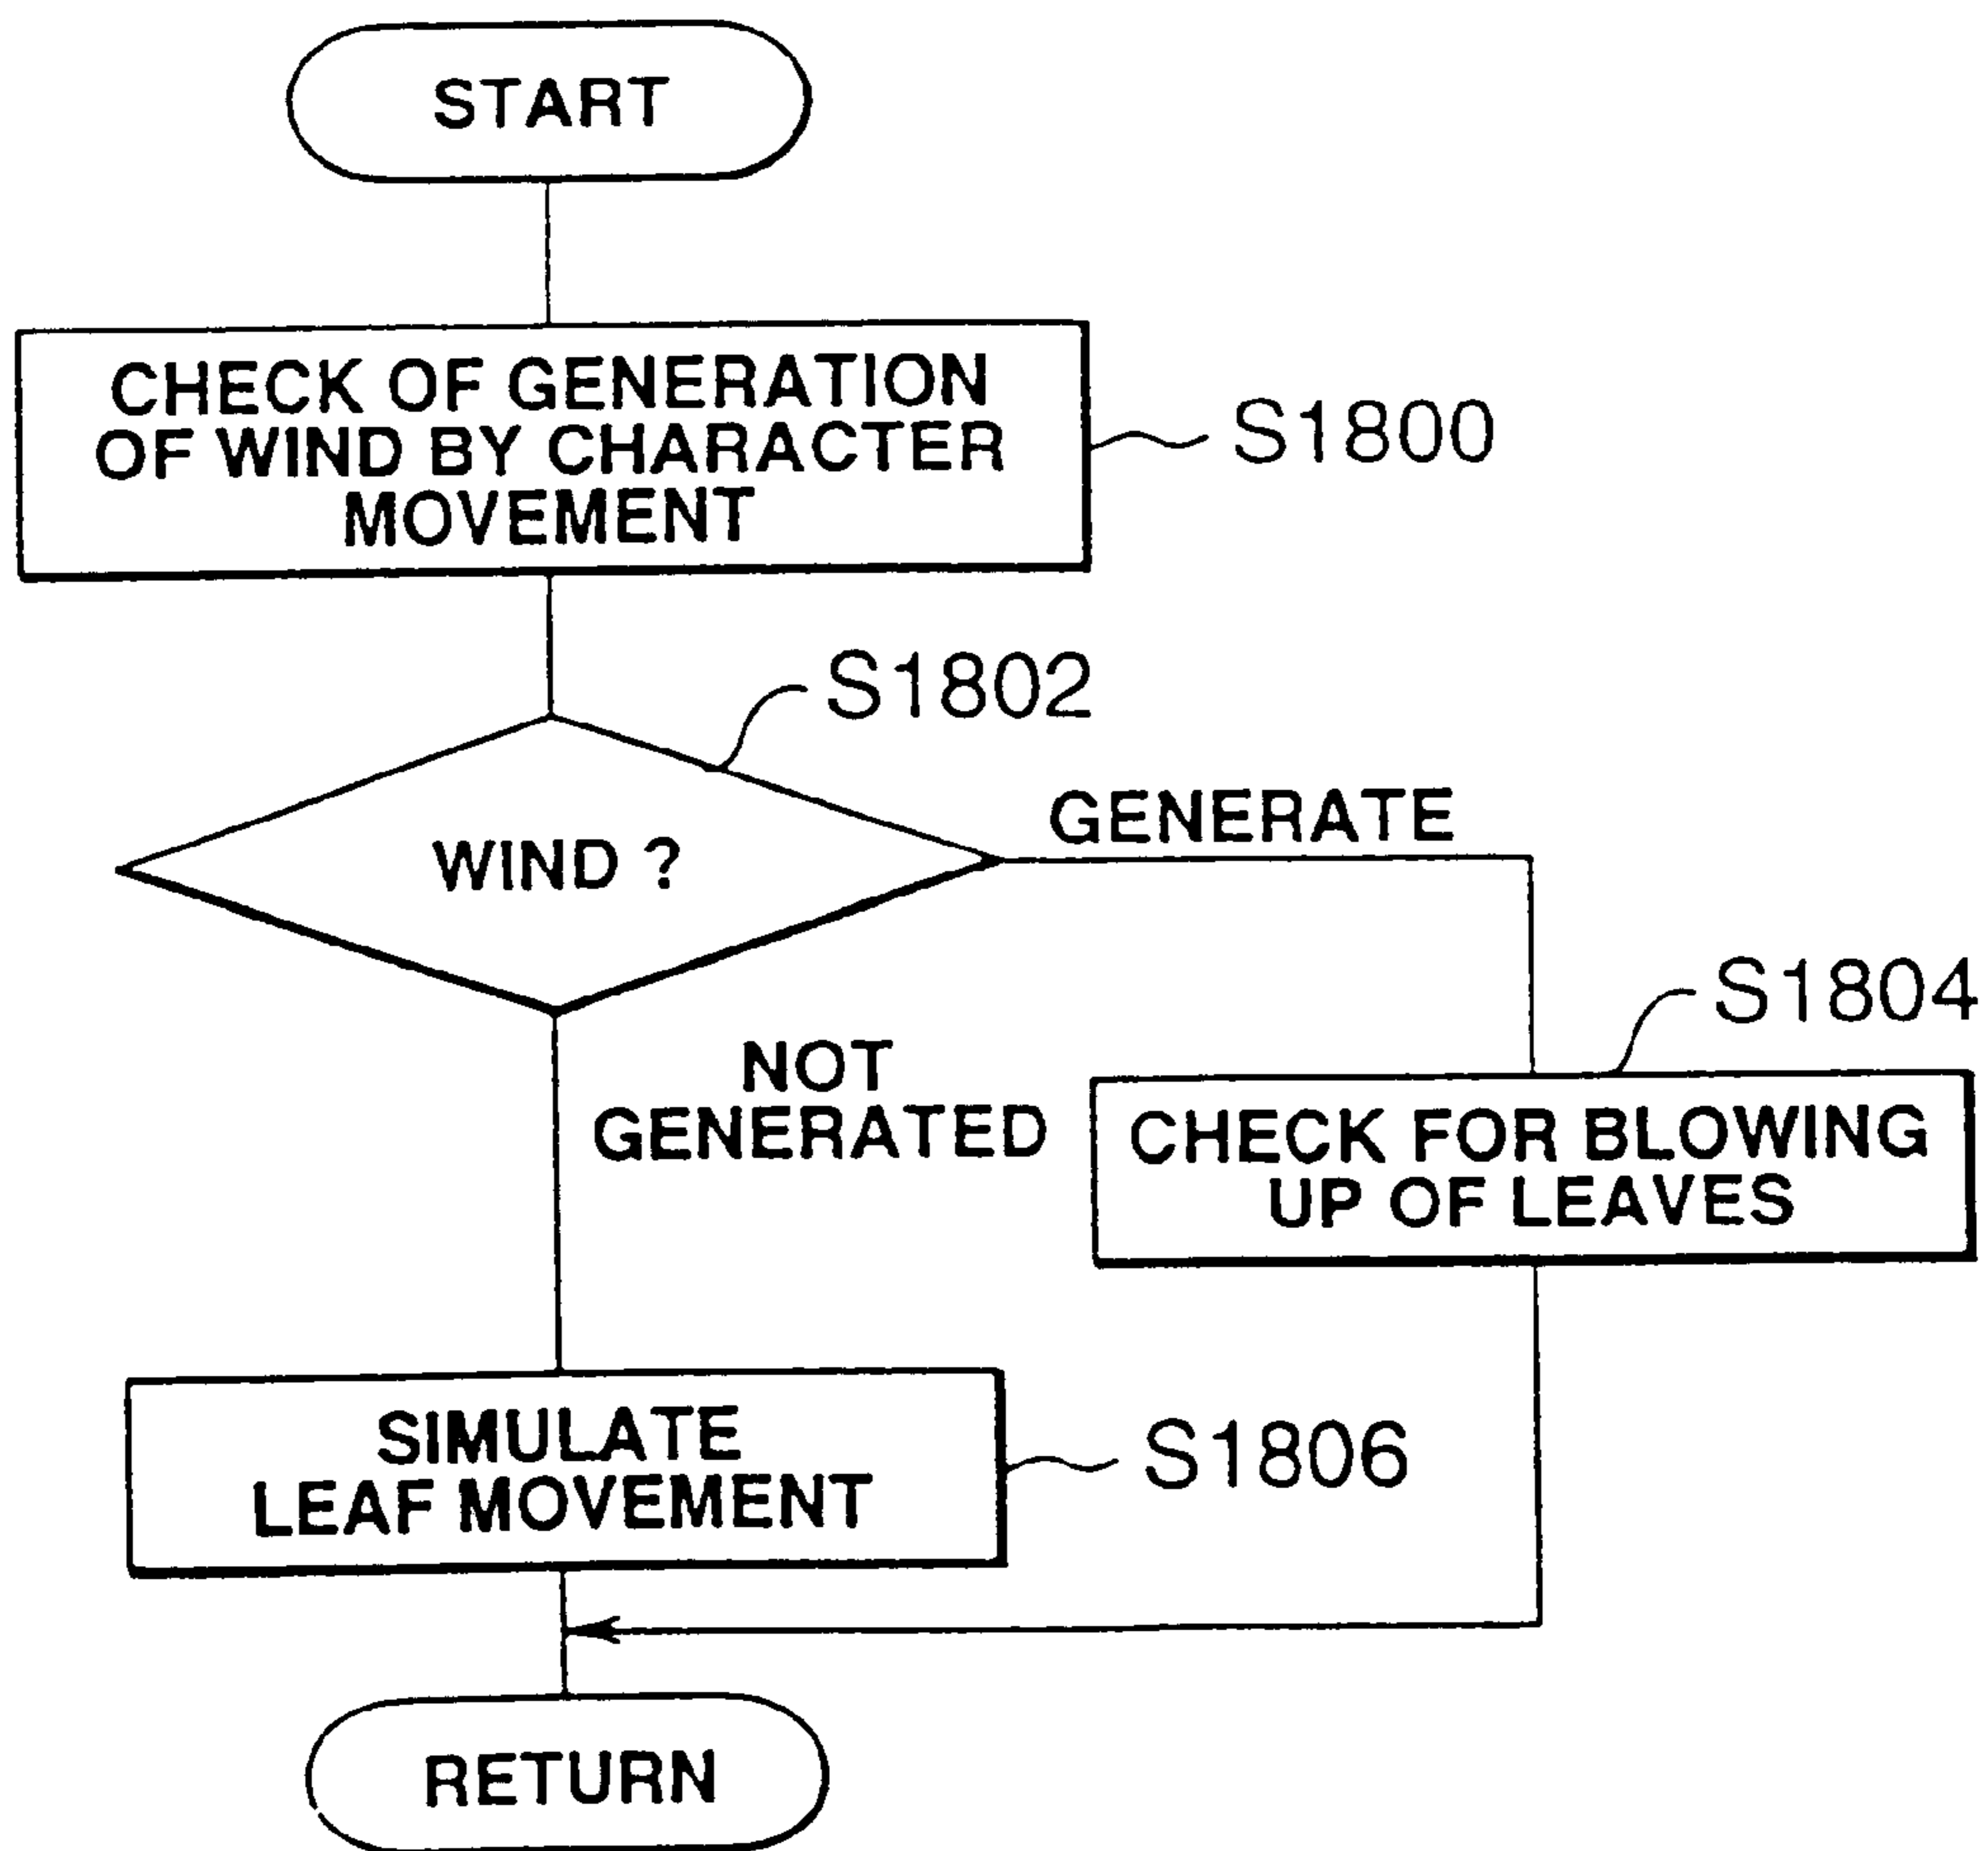 START
CHECK OF GENERATION
OF WIND BY CHARACTER
MOVEMENT
S1800
S1802
WIND ?
GENERATE
S1804
NOT
GENERATED
CHECK FOR BLOWING
UP OF LEAVES
SIMULATE
LEAF MOVEMENT
S1806
RETURN